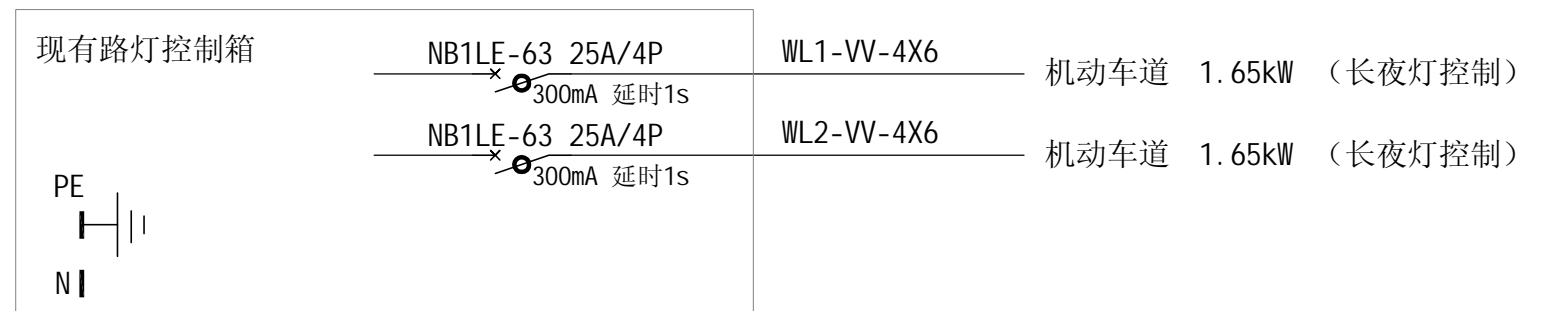 现有路灯控制箱
NB1LE-63 25A/4P
WL1-VV-4X6
机动车道 1.65kW （长夜灯控制）
300mA 延时1s
NB1LE-63 25A/4P
WL2-VV-4X6
机动车道 1.65kW （长夜灯控制）
300mA 延时1s
PE
N